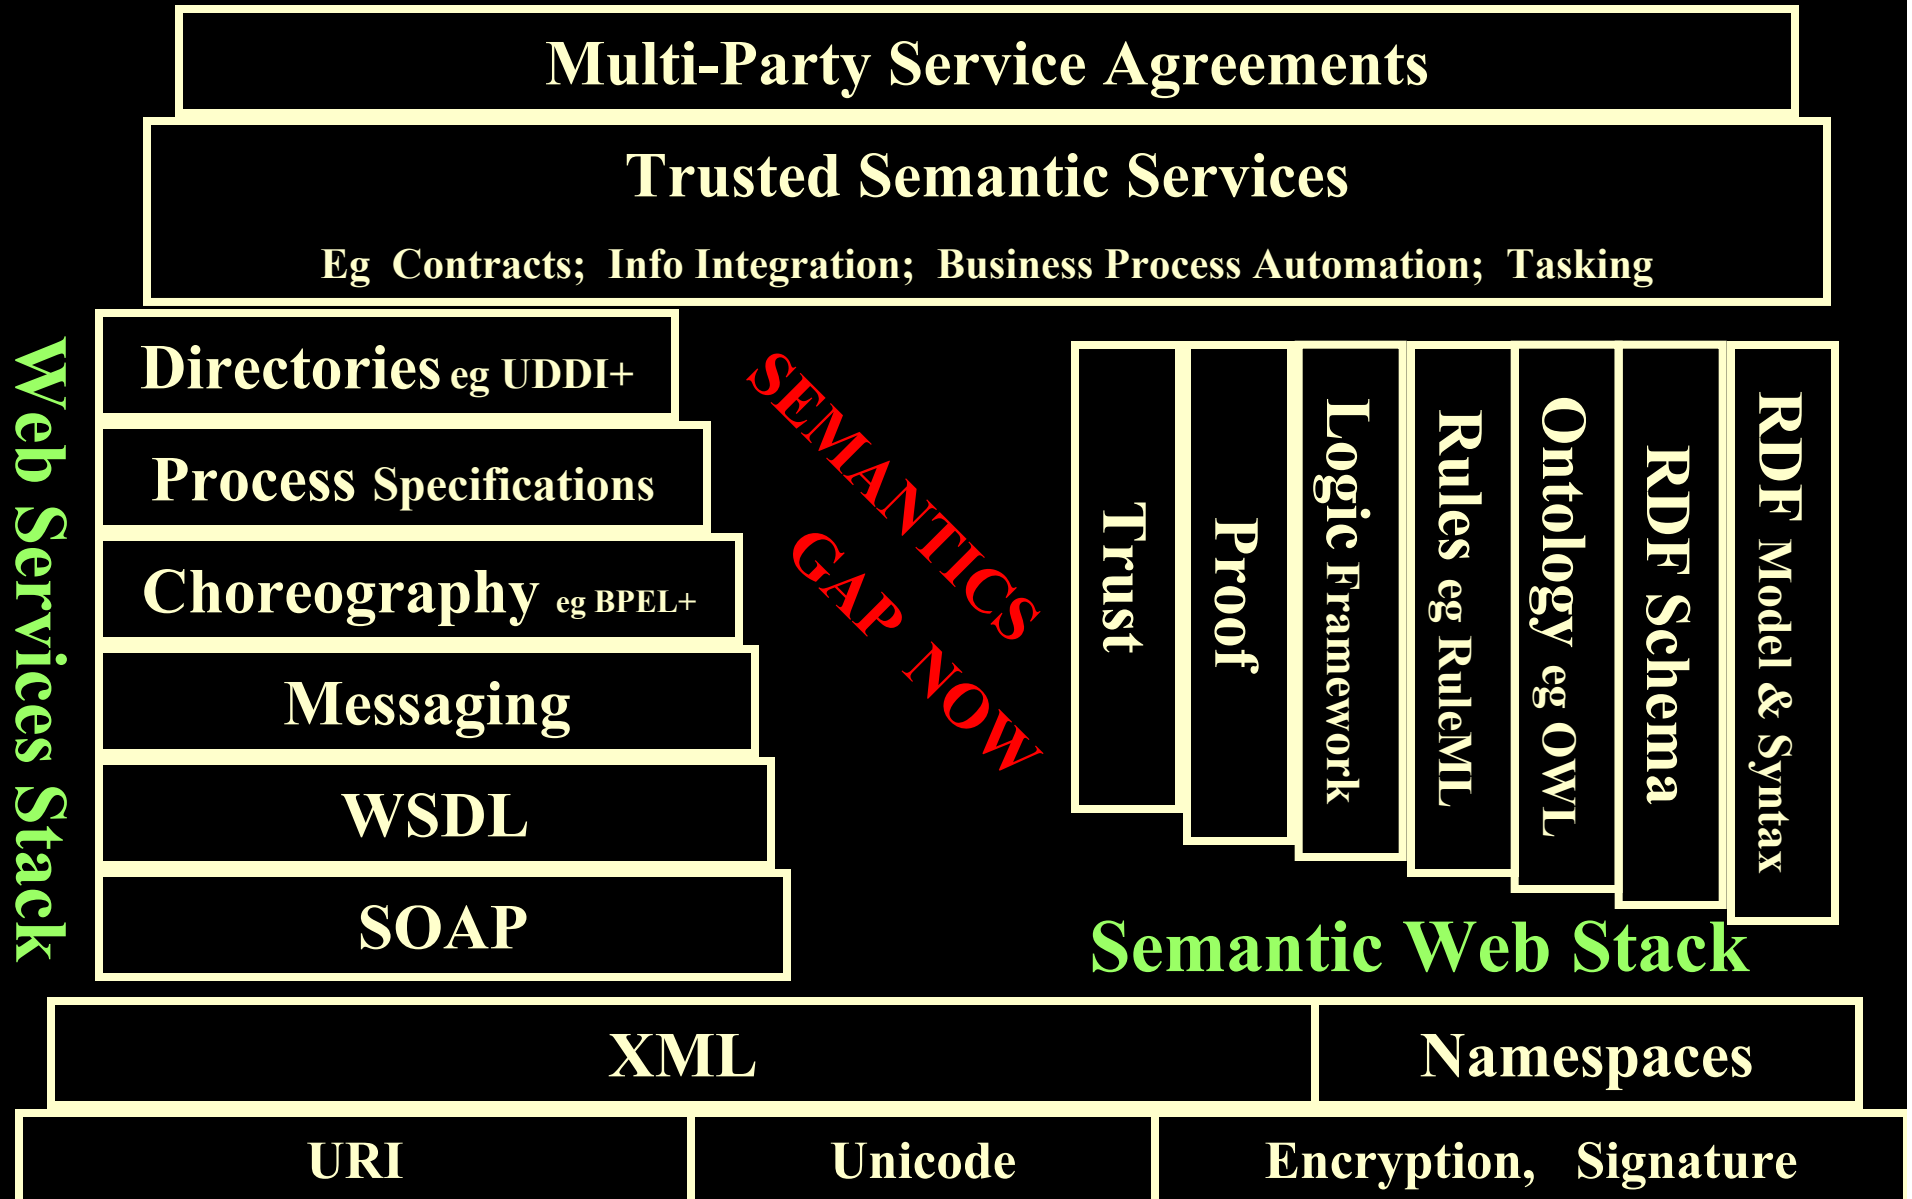 Multi-Party Service Agreements
Trusted Semantic Services
Eg Contracts; Info Integration; Business Process Automation; Tasking
Web Services Stack
Directories eg UDDI+
Process Specifications
Choreography eg BPEL+
Messaging
WSDL
SOAP
SEMANTICS
GAP NOW
Trust
Proof
Logic Framework
Rules eg RuleML
Ontology eg OWL
RDF Schema
RDF Model & Syntax
Semantic Web Stack
XML
Namespaces
URI
Unicode
Encryption, Signature